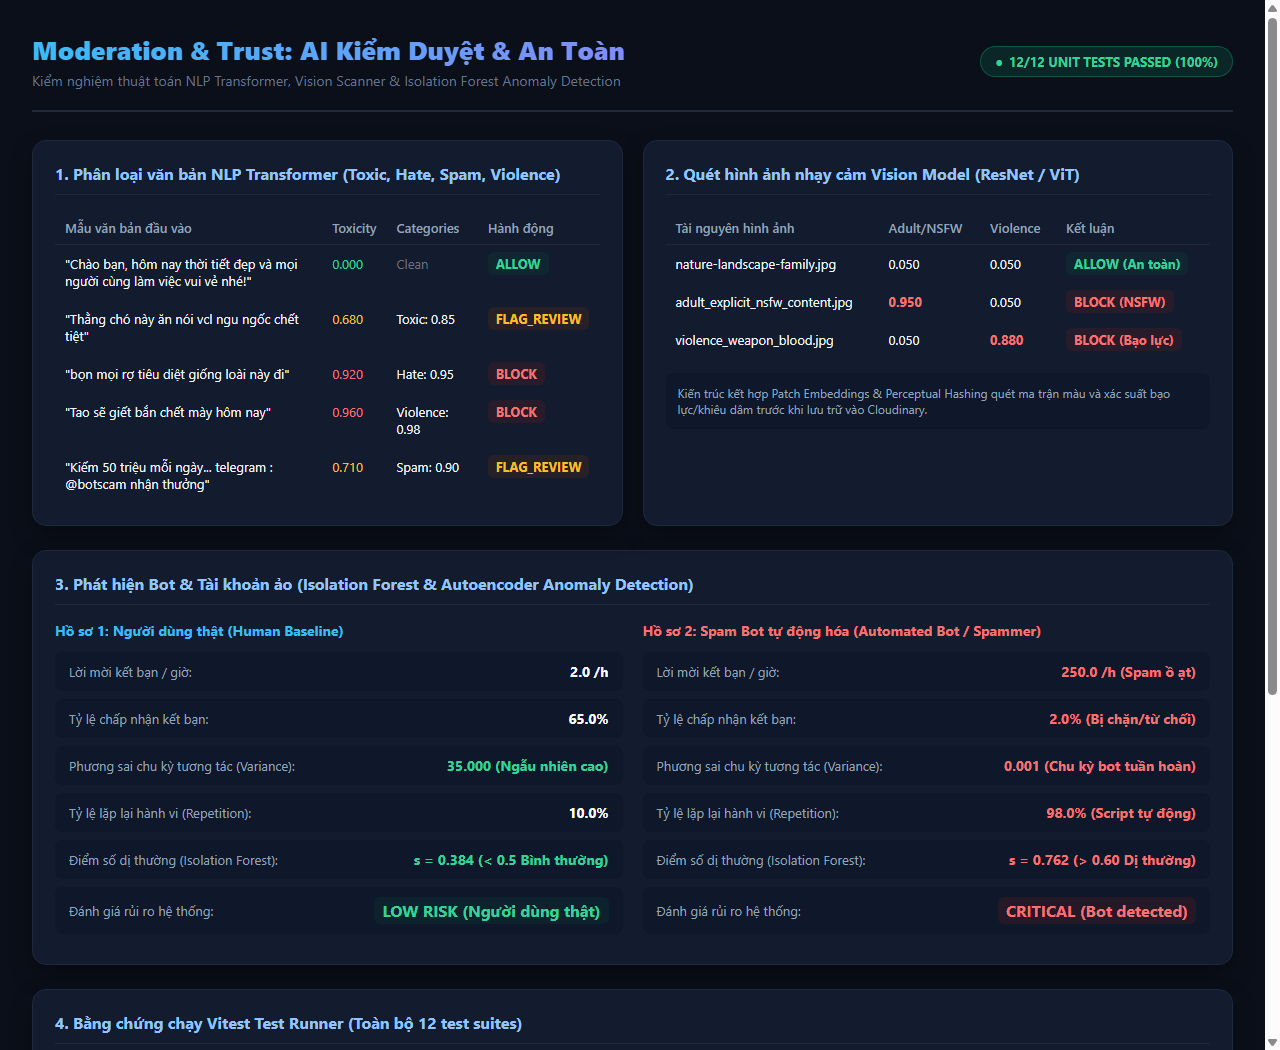 Moderation & Trust: AI Kiểm Duyệt & An Toàn
Kiểm nghiệm thuật toán NLP Transformer, Vision Scanner & Isolation Forest Anomaly Detection
● 12/12 UNIT TESTS PASSED (100%)
1. Phân loại văn bản NLP Transformer (Toxic, Hate, Spam, Violence)
Mẫu văn bản đầu vào Toxicity Categories Hành động
"Chào bạn, hôm nay thời tiết đẹp và mọi 0.000 Clean ALLOW
người cùng làm việc vui vẻ nhé!"
"Thằng chó này ăn nói vcl ngu ngốc chết 0.680 Toxic: 0.85 FLAG_REVIEW
tiệt"
"bọn mọi rợ tiêu diệt giống loài này đi" 0.920 Hate: 0.95 BLOCK
"Tao sẽ giết bắn chết mày hôm nay" 0.960 Violence: BLOCK
0.98
"Kiếm 50 triệu mỗi ngày... telegram : 0.710 Spam: 0.90 FLAG_REVIEW
@botscam nhận thưởng"
2. Quét hình ảnh nhạy cảm Vision Model (ResNet / ViT)
Tài nguyên hình ảnh Adult/NSFW Violence Kết luận
nature-landscape-family.jpg 0.050 0.050 ALLOW (An toàn)
adult_explicit_nsfw_content.jpg 0.950 0.050 BLOCK (NSFW)
violence_weapon_blood.jpg 0.050 0.880 BLOCK (Bạo lực)
Kiến trúc kết hợp Patch Embeddings & Perceptual Hashing quét ma trận màu và xác suất bạo
lực/khiêu dâm trước khi lưu trữ vào Cloudinary.
3. Phát hiện Bot & Tài khoản ảo (Isolation Forest & Autoencoder Anomaly Detection)
Hồ sơ 1: Người dùng thật (Human Baseline)
Lời mời kết bạn / giờ: 2.0 /h
Tỷ lệ chấp nhận kết bạn: 65.0%
Phương sai chu kỳ tương tác (Variance): 35.000 (Ngẫu nhiên cao)
Tỷ lệ lặp lại hành vi (Repetition): 10.0%
Điểm số dị thường (Isolation Forest): s = 0.384 (< 0.5 Bình thường)
Đánh giá rủi ro hệ thống: LOW RISK (Người dùng thật)
Hồ sơ 2: Spam Bot tự động hóa (Automated Bot / Spammer)
Lời mời kết bạn / giờ: 250.0 /h (Spam ồ ạt)
Tỷ lệ chấp nhận kết bạn: 2.0% (Bị chặn/từ chối)
Phương sai chu kỳ tương tác (Variance): 0.001 (Chu kỳ bot tuần hoàn)
Tỷ lệ lặp lại hành vi (Repetition): 98.0% (Script tự động)
Điểm số dị thường (Isolation Forest): s = 0.762 (> 0.60 Dị thường)
Đánh giá rủi ro hệ thống: CRITICAL (Bot detected)
4. Bằng chứng chạy Vitest Test Runner (Toàn bộ 12 test suites)